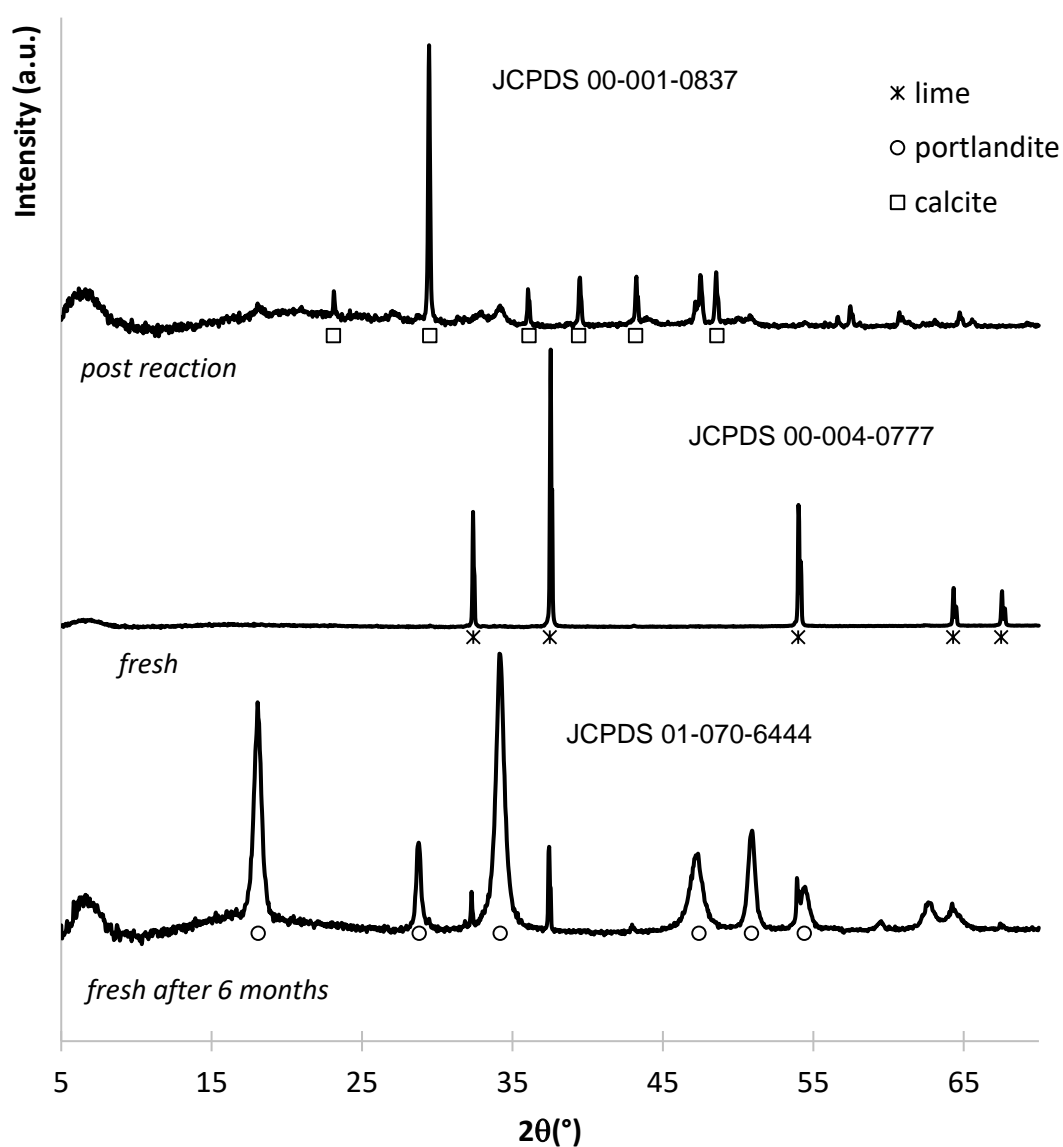 Intensity (a.u.)
JCPDS 00-001-0837
lime
portlandite
calcite
post reaction
JCPDS 00-004-0777
fresh
JCPDS 01-070-6444
fresh after 6 months
5 15 25 35 45 55 65
2θ(°)